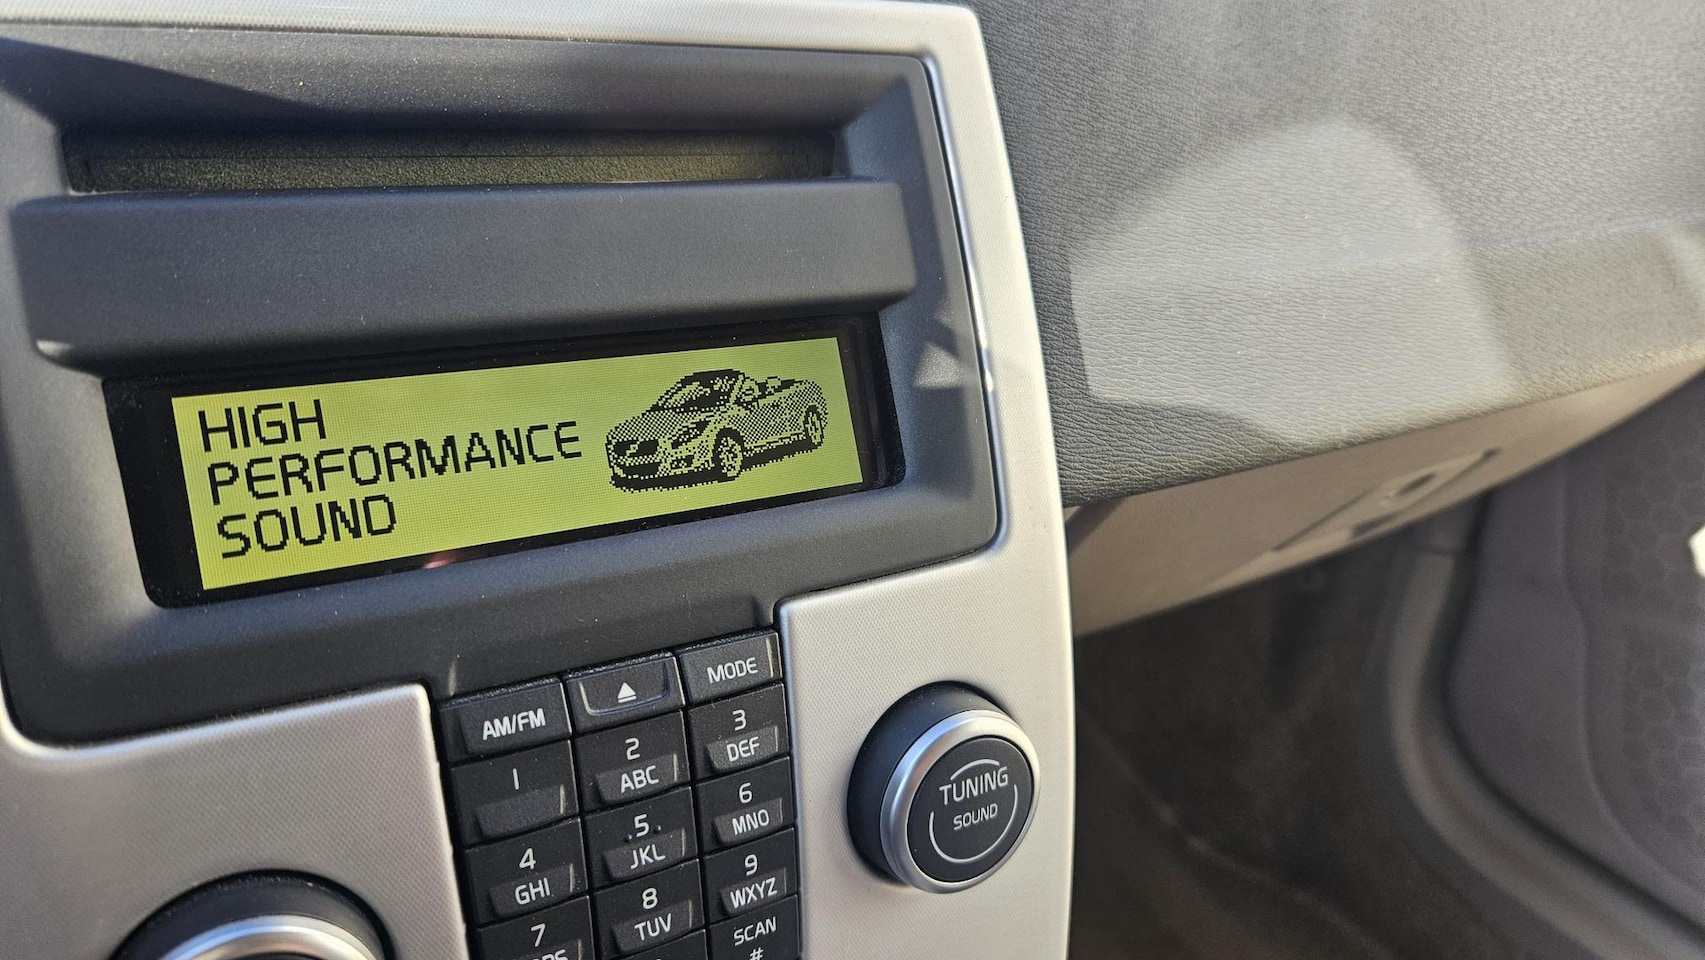 HIGH
PERFORMANCE
SOUND
AM/FM
MODE
1
2
ABC
3
DEF
4
GHI
5
JKL
6
MNO
7
8
TUV
9
WXYZ
SCAN
#
TUNING
SOUND